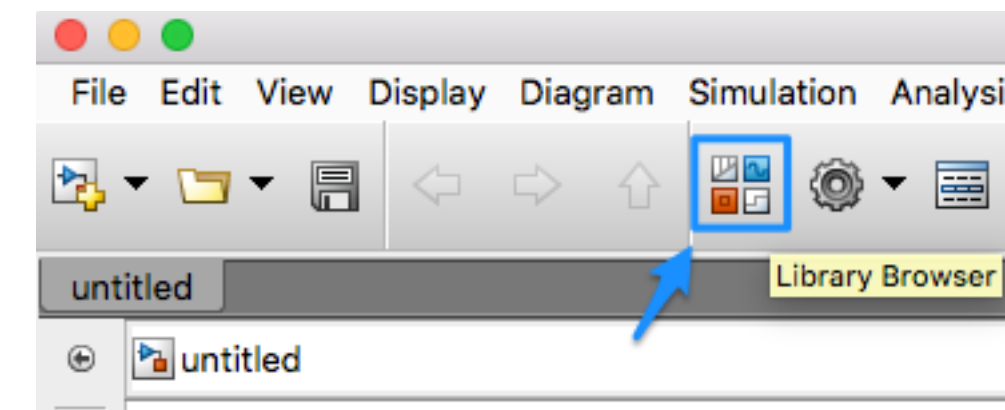 File Edit View Display Diagram Simulation Analysi
Library Browser
untitled
untitled